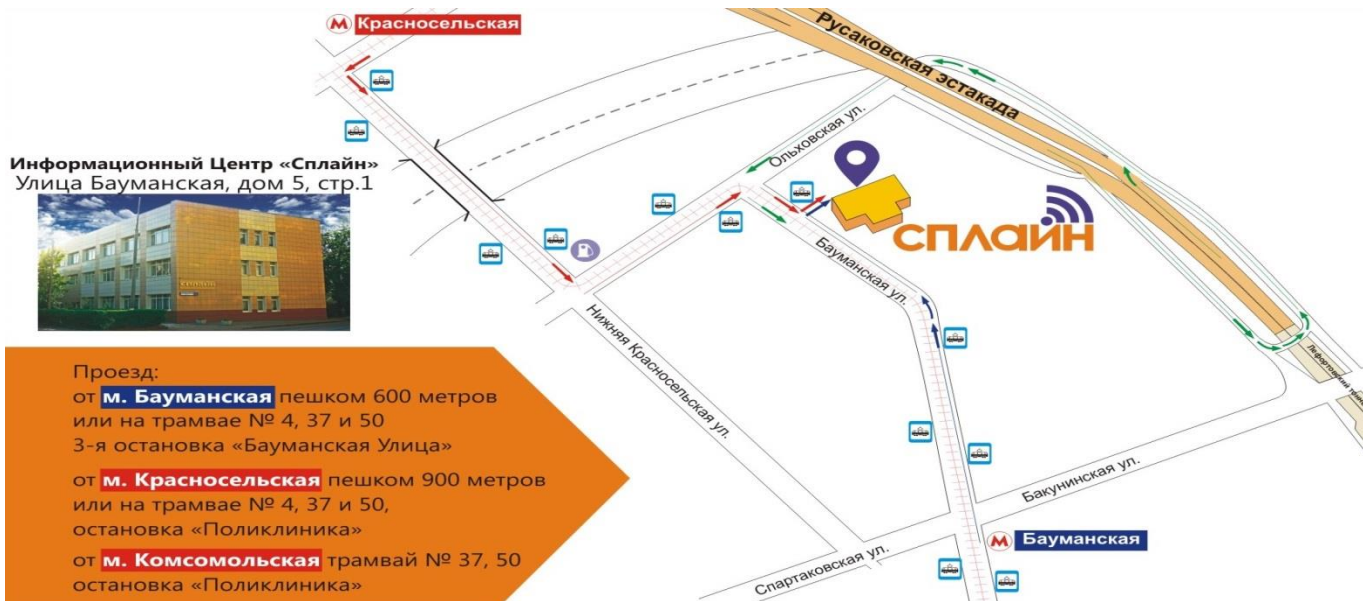 М Красносельская
Русаковская эстакада
Информационный Центр «Сплайн»
Улица Бауманская, дом 5, стр.1
Ольховская ул.
сплайн
Бауманская ул.
Нижняя Красносельская ул.
Лефортовский
Проезд:
от м. Бауманская пешком 600 метров
или на трамвае № 4, 37 и 50
3-я остановка «Бауманская Улица»
от м. Красносельская пешком 900 метров
или на трамвае № 4, 37 и 50,
остановка «Поликлиника»
от м. Комсомольская трамвай № 37, 50
остановка «Поликлиника»
Бакунинская ул.
М Бауманская
Спартаковская ул.